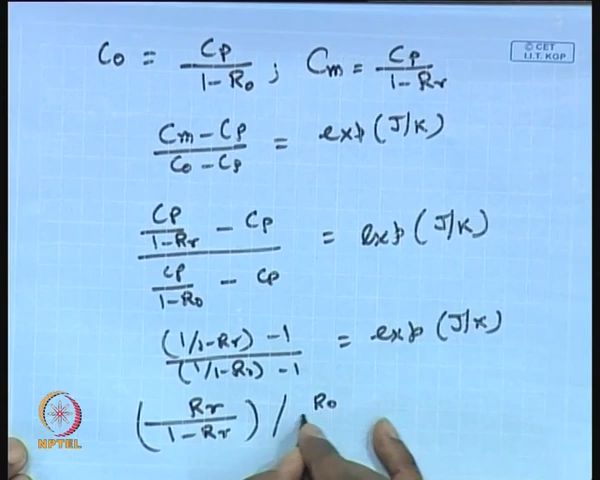 C₀ = Cp / 1-R₀ ; Cm = Cp / 1-Rr
© CET
I.I.T. KGP
Cm-Cp / C₀-Cp = exp(J/K)
(Cp / 1-Rr - Cp) / (Cp / 1-R₀ - Cp) = exp(J/K)
(1/1-Rr) -1 / (1/1-R₀) -1 = exp(J/K)
(Rr / 1-Rr) / R₀
NPTEL